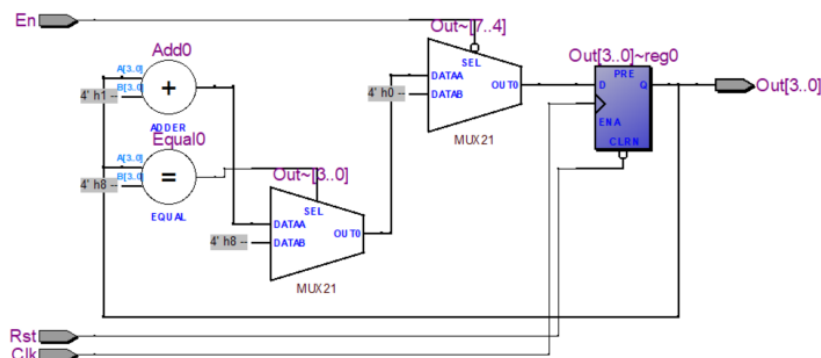 En
Out~[7..4]
Add0
Out[3..0]~reg0
A[3..0]
B[3..0]
4' h1 --
+
ADDER
SEL
DATAA
DATAB
OUT0
4' h0 --
MUX21
PRE
D
Q
ENA
CLRN
Out[3..0]
Equal0
A[3..0]
B[3..0]
4' h8 --
=
EQUAL
Out~[3..0]
SEL
DATAA
DATAB
OUT0
4' h8 --
MUX21
Rst
Clk